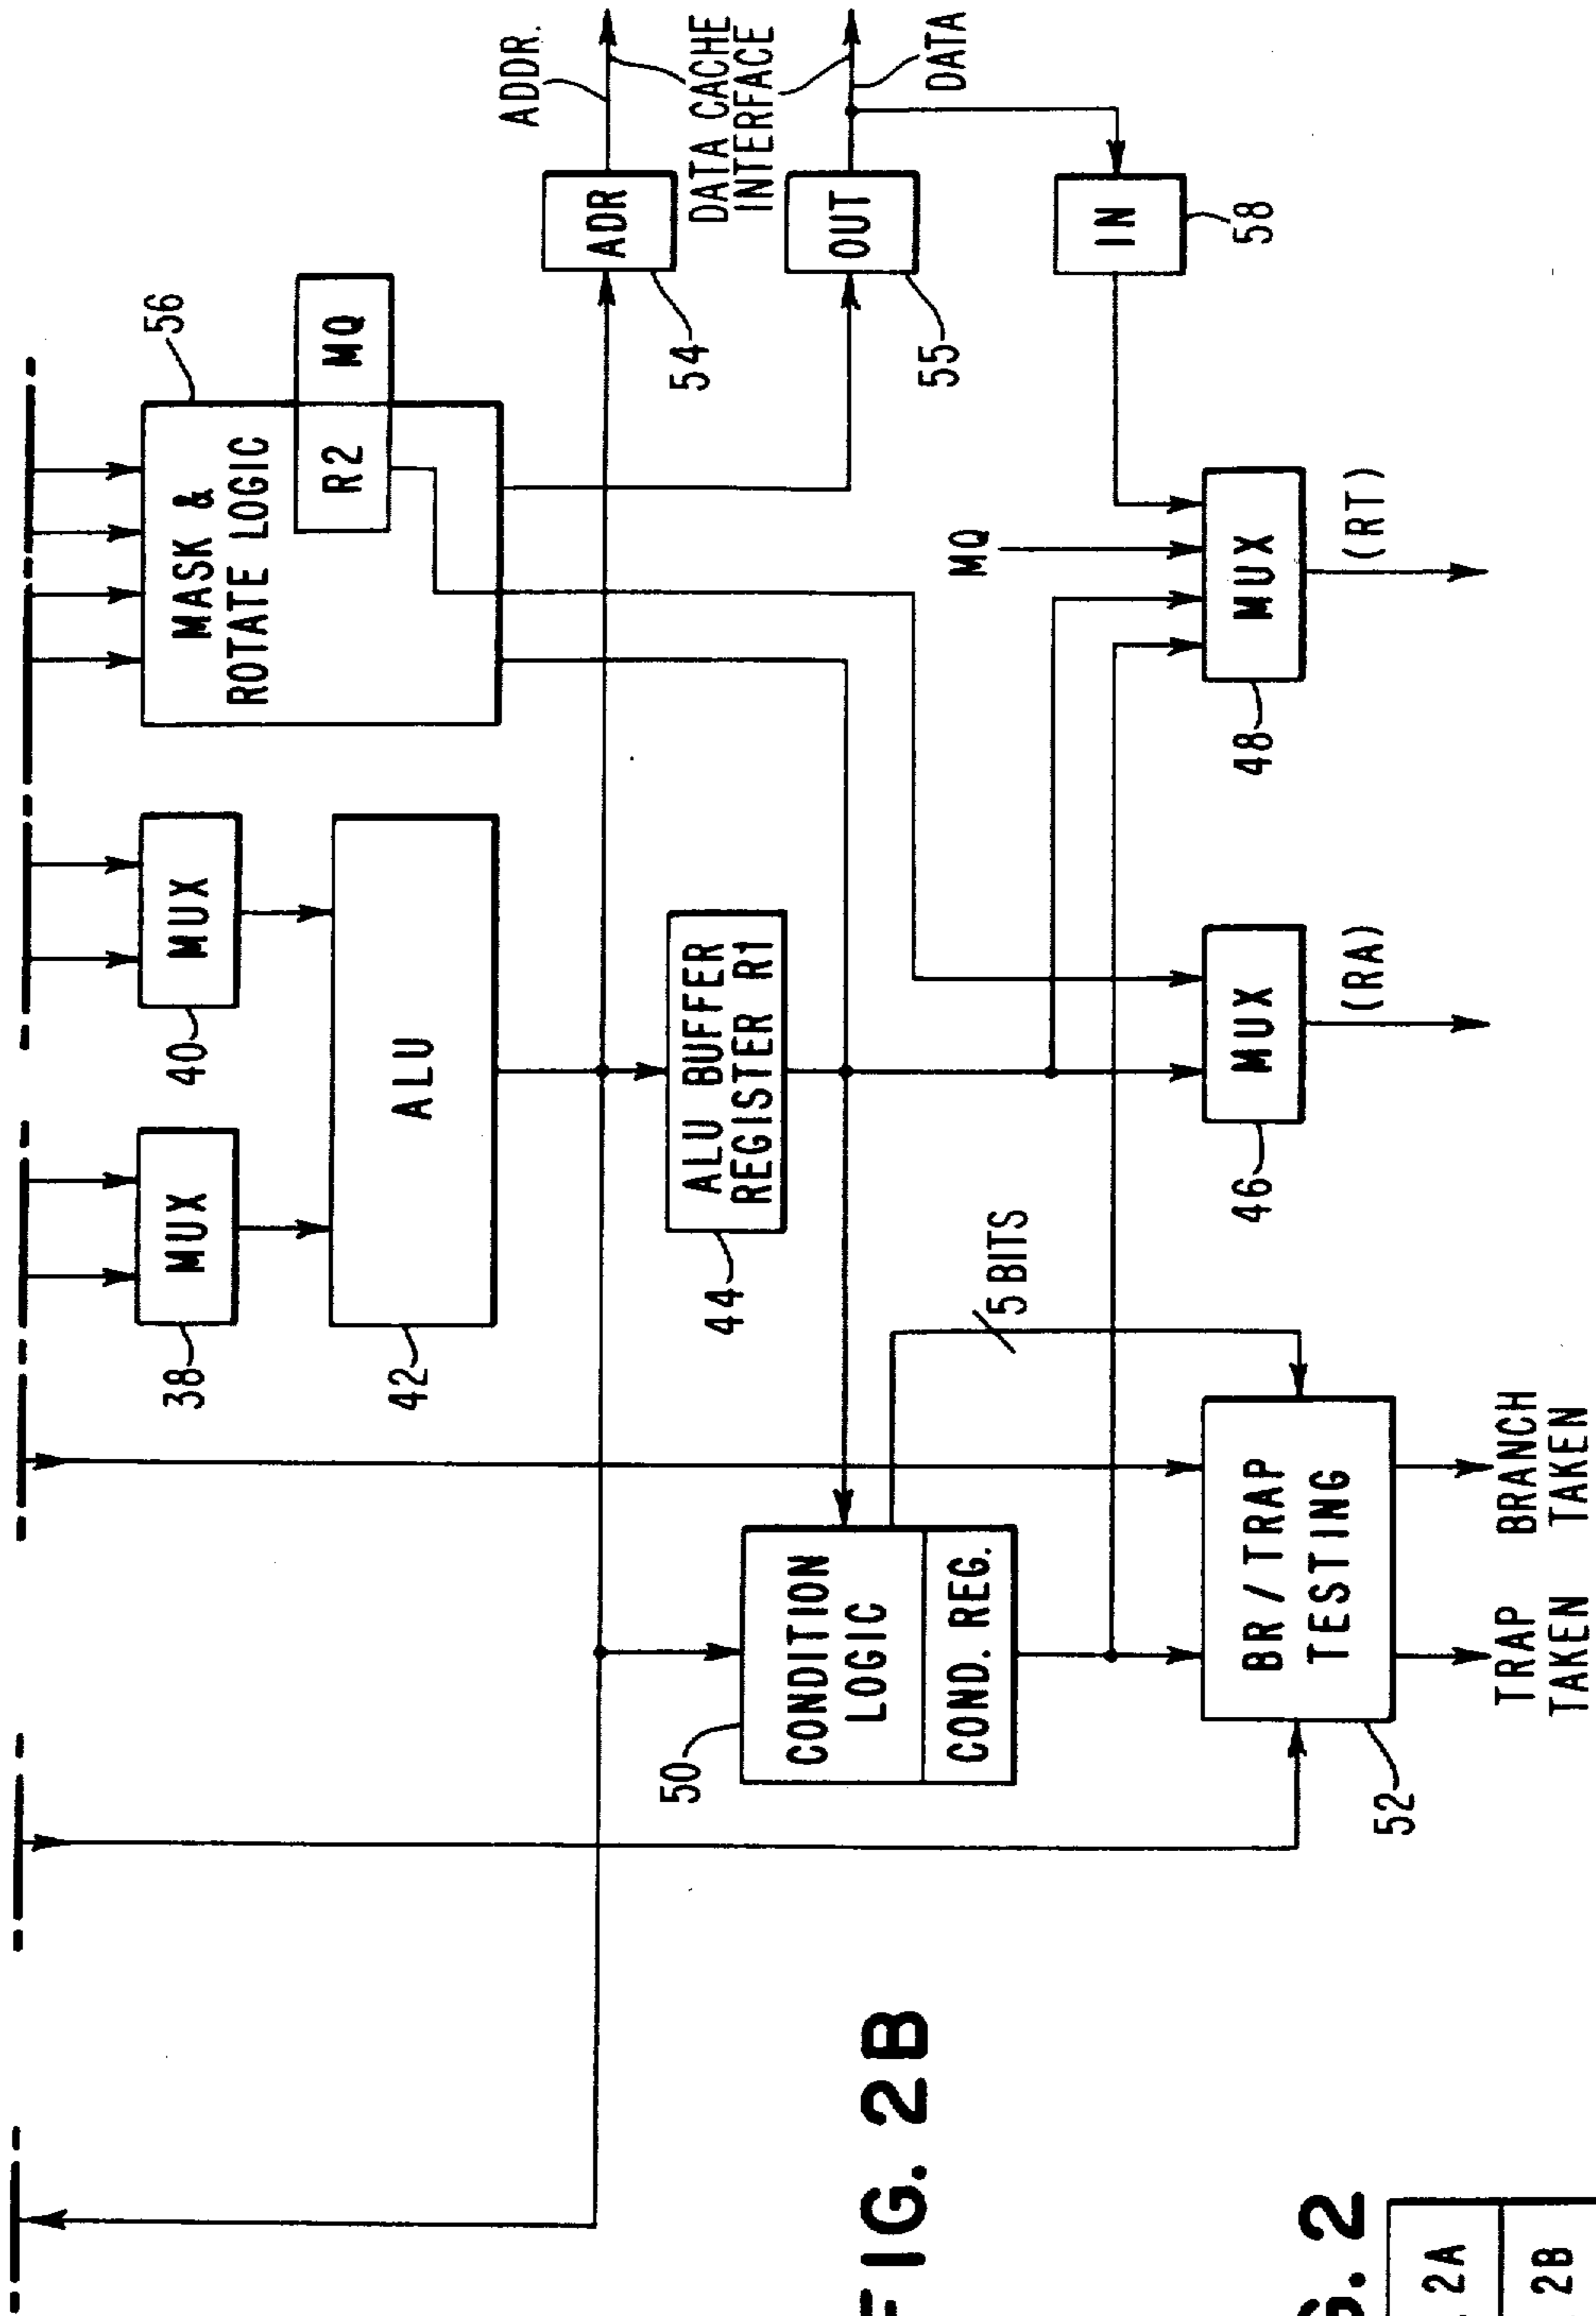 56
MASK &
ROTATE LOGIC
R2
MQ
MUX
40
MUX
38
ALU
42
ADDR.
ADR
54
DATA CACHE
INTERFACE
ALU BUFFER
REGISTER R1
44
OUT
55
DATA
CONDITION
LOGIC
COND. REG.
50
5 BITS
IN
58
MQ
MUX
48
(RT)
MUX
46
(RA)
BR/TRAP
TESTING
52
TRAP
TAKEN
BRANCH
TAKEN
FIG. 2B
G. 2
2A
2B